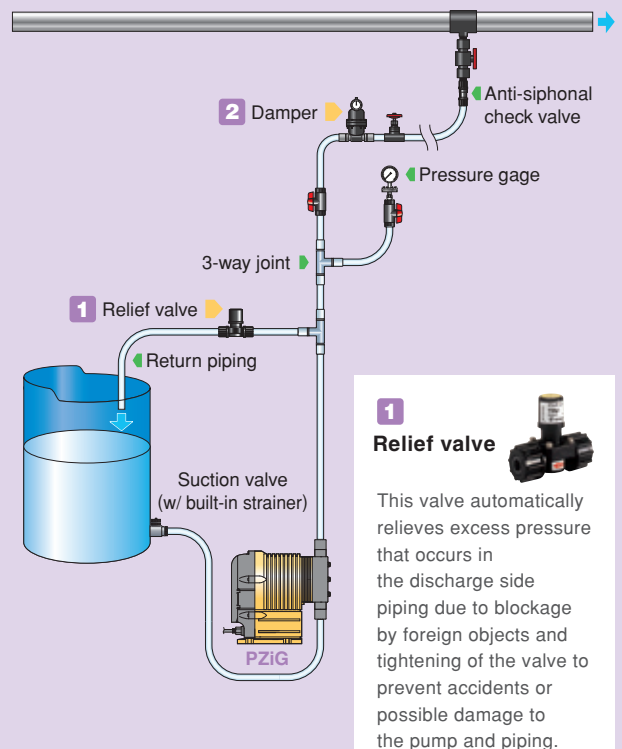 Anti-siphonal
check valve
2 Damper
Pressure gage
3-way joint
1 Relief valve
Return piping
Suction valve
(w/ built-in strainer)
PZiG
1
Relief valve
This valve automatically
relieves excess pressure
that occurs in
the discharge side
piping due to blockage
by foreign objects and
tightening of the valve to
prevent accidents or
possible damage to
the pump and piping.